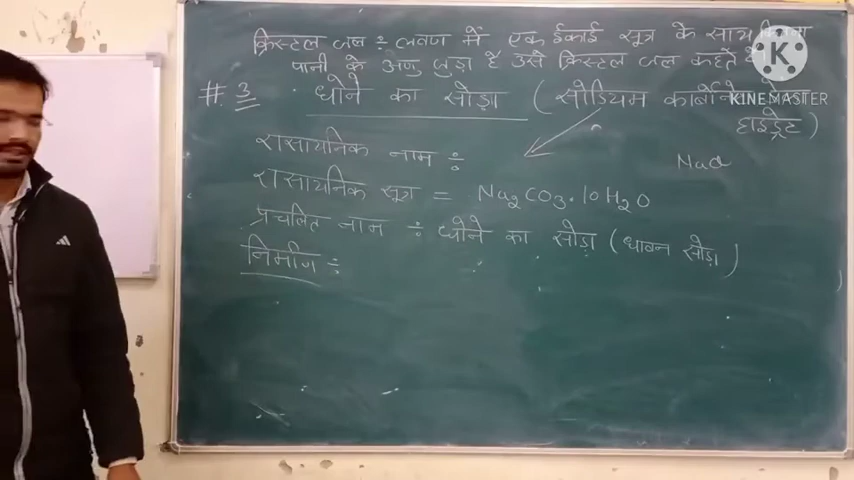 क्रिस्टल जल ÷ लवण में एक ईकाई सूत्र के साथ कितना
पानी के अणु जुड़ा है उसे क्रिस्टल जल कहते है
#. 3 धोने का सोड़ा ( सोडियम
KINEMASTER
हाइड्रेट )
रासायनिक नाम ÷
NaCl
रासायनिक सूत्र = Na2CO3.10H2O
प्रचलित नाम ÷ धोने का सोड़ा ( धावन सोड़ा )
निर्माण ÷